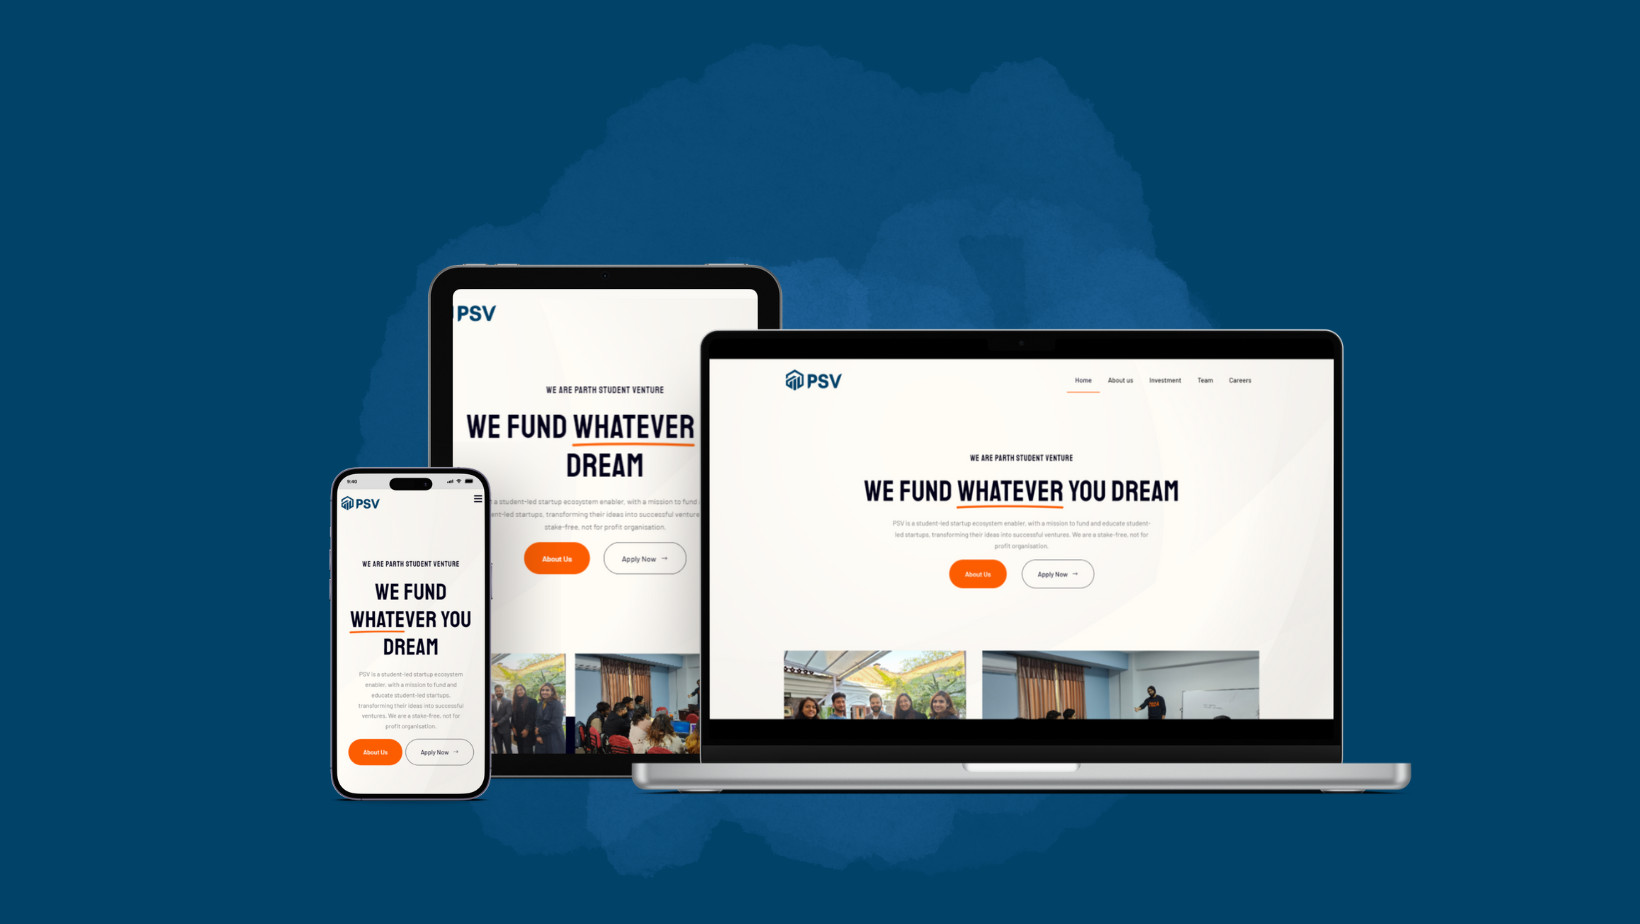 PSV
WE ARE PARTH STUDENT VENTURE
WE FUND WHATEVER
DREAM
a student-led startup ecosystem enabler, with a mission to fund
ent-led startups, transforming their ideas into successful venture
stake-free, not for profit organisation.
About Us
Apply Now →
9:40
PSV
WE ARE PARTH STUDENT VENTURE
WE FUND
WHATEVER YOU
DREAM
PSV is a student-led startup ecosystem
enabler, with a mission to fund and
educate student-led startups,
transforming their ideas into successful
ventures. We are a stake-free, not for
profit organisation.
About Us
Apply Now →
PSV
Home About us Investment Team Careers
WE ARE PARTH STUDENT VENTURE
WE FUND WHATEVER YOU DREAM
PSV is a student-led startup ecosystem enabler, with a mission to fund and educate student-
led startups, transforming their ideas into successful ventures. We are a stake-free, not for
profit organisation.
About Us
Apply Now →